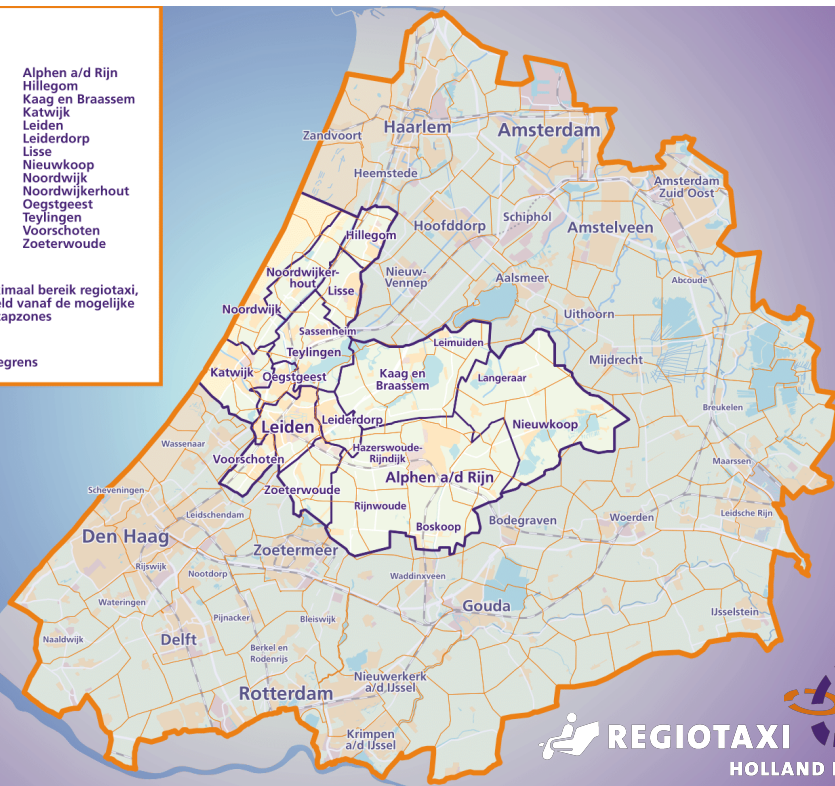 Alphen a/d Rijn
Hillegom
Kaag en Braassem
Katwijk
Leiden
Leiderdorp
Lisse
Nieuwkoop
Noordwijk
Noordwijkerhout
Oegstgeest
Teylingen
Voorschoten
Zoeterwoude
imaal bereik regiotaxi,
eld vanaf de mogelijke
apzones
egrens
Zandvoort
Haarlem
Amsterdam
Heemstede
Amsterdam
Zuid Oost
Hillegom
Hoofddorp
Schiphol
Amstelveen
Noordwijker-
hout
Lisse
Nieuw-
Vennep
Aalsmeer
Abcoude
Noordwijk
Sassenheim
Uithoorn
Teylingen
Leimuiden
Mijdrecht
Katwijk
Oegstgeest
Kaag en
Braassem
Langeraar
Breukelen
Leiden
Leiderdorp
Nieuwkoop
Wassenaar
Hazerswoude-
Rijndijk
Voorschoten
Maarssen
Alphen a/d Rijn
Scheveningen
Zoeterwoude
Rijnwoude
Leidschendam
Boskoop
Bodegraven
Woerden
Leidsche Rijn
Den Haag
Zoetermeer
Rijswijk
Nootdorp
Waddinxveen
Wateringen
Gouda
IJsselstein
Pijnacker
Bleiswijk
Naaldwijk
Delft
Berkel en
Rodenrijs
Nieuwerkerk
a/d IJssel
Rotterdam
Krimpen
a/d IJssel
REGIOTAXI
HOLLAND